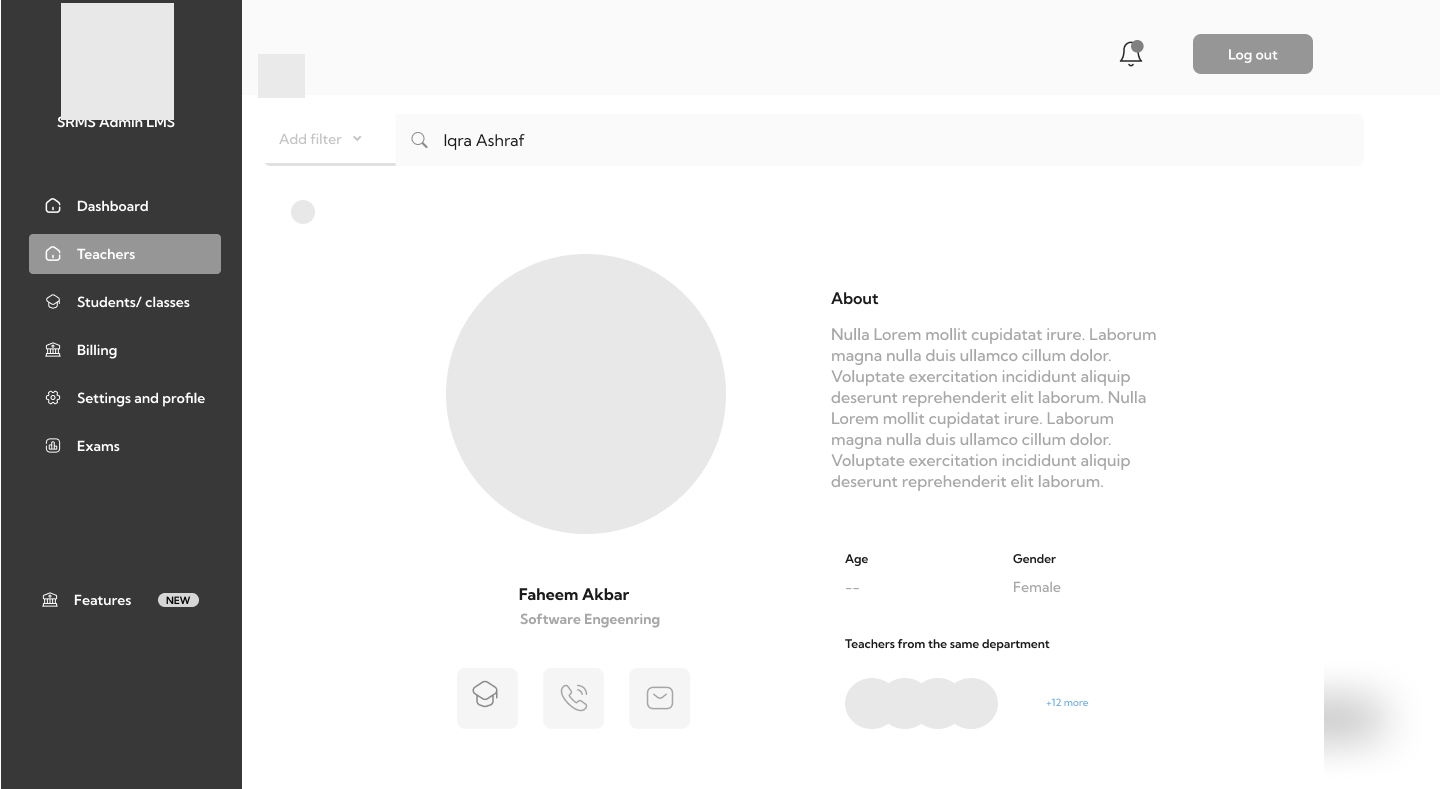 SRMS Admin LMS
Dashboard
Teachers
Students/ classes
Billing
Settings and profile
Exams
Features NEW
Log out
Add filter
Iqra Ashraf
Faheem Akbar
Software Engeenring
About
Nulla Lorem mollit cupidatat irure. Laborum
magna nulla duis ullamco cillum dolor.
Voluptate exercitation incididunt aliquip
deserunt reprehenderit elit laborum. Nulla
Lorem mollit cupidatat irure. Laborum
magna nulla duis ullamco cillum dolor.
Voluptate exercitation incididunt aliquip
deserunt reprehenderit elit laborum.
Age Gender
-- Female
Teachers from the same department
+12 more